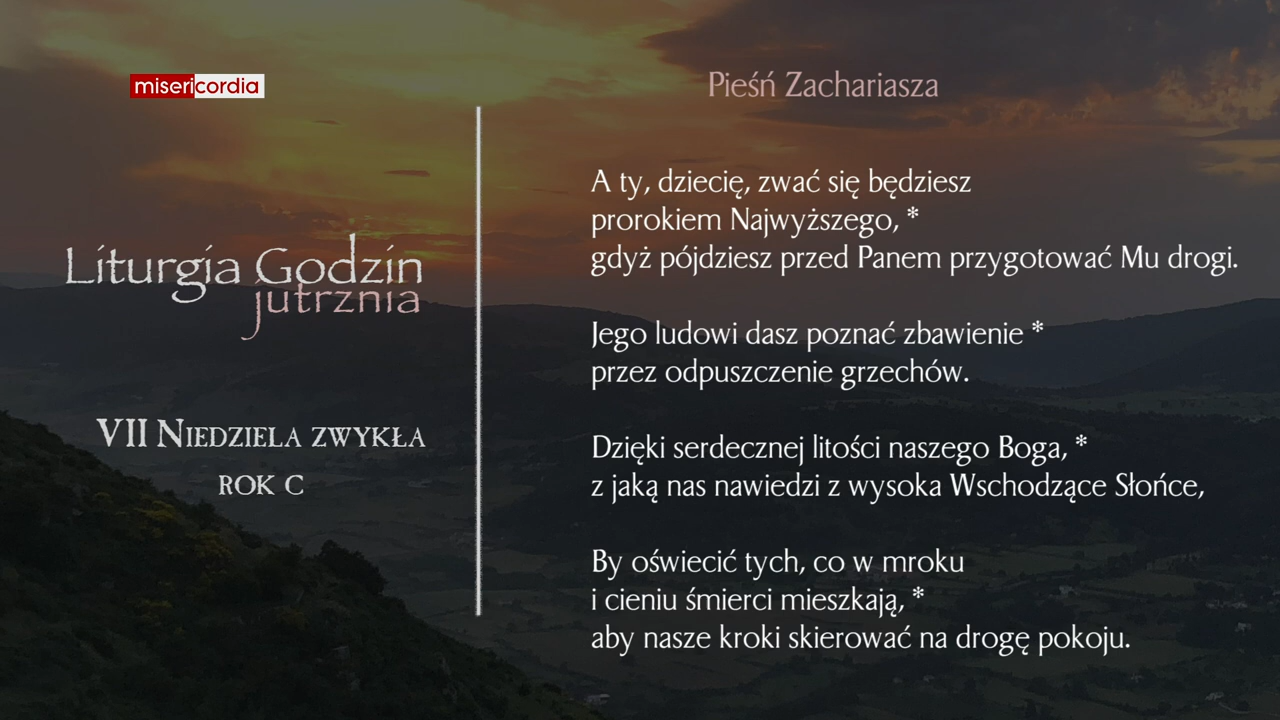 misericordia
Liturgia Godzin
jutrznia
VII Niedziela zwykła
rok C
Pieśń Zachariasza
A ty, dziecię, zwać się będziesz
prorokiem Najwyższego, *
gdyż pójdziesz przed Panem przygotować Mu drogi.
Jego ludowi dasz poznać zbawienie *
przez odpuszczenie grzechów.
Dzięki serdecznej litości naszego Boga, *
z jaką nas nawiedzi z wysoka Wschodzące Słońce,
By oświecić tych, co w mroku
i cieniu śmierci mieszkają, *
aby nasze kroki skierować na drogę pokoju.